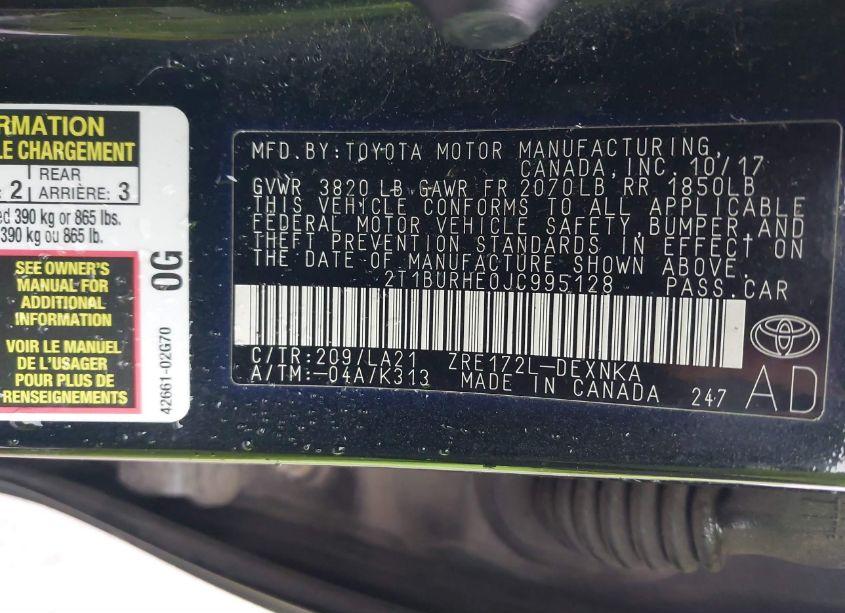 RMATION
LE CHARGEMENT
REAR
: 2 ARRIÈRE: 3
ed 390 kg or 865 lbs.
390 kg ou 865 lb.
SEE OWNER'S
MANUAL FOR
ADDITIONAL
INFORMATION
VOIR LE MANUEL
DE L'USAGER
POUR PLUS DE
RENSEIGNEMENTS
0G
42661-02G70
MFD.BY:TOYOTA MOTOR MANUFACTURING,
CANADA,INC. 10/17
GVWR 3820 LB GAWR FR 2070LB RR 1850LB
THIS VEHICLE CONFORMS TO ALL APPLICABLE
FEDERAL MOTOR VEHICLE SAFETY,BUMPER,AND
THEFT PREVENTION STANDARDS IN EFFECT ON
THE DATE OF MANUFACTURE SHOWN ABOVE.
2T1BURHE0JC995128 PASS.CAR
C/TR:209/LA21 ZRE172L-DEXNKA
A/TM:-04A/K313 MADE IN CANADA 247
AD